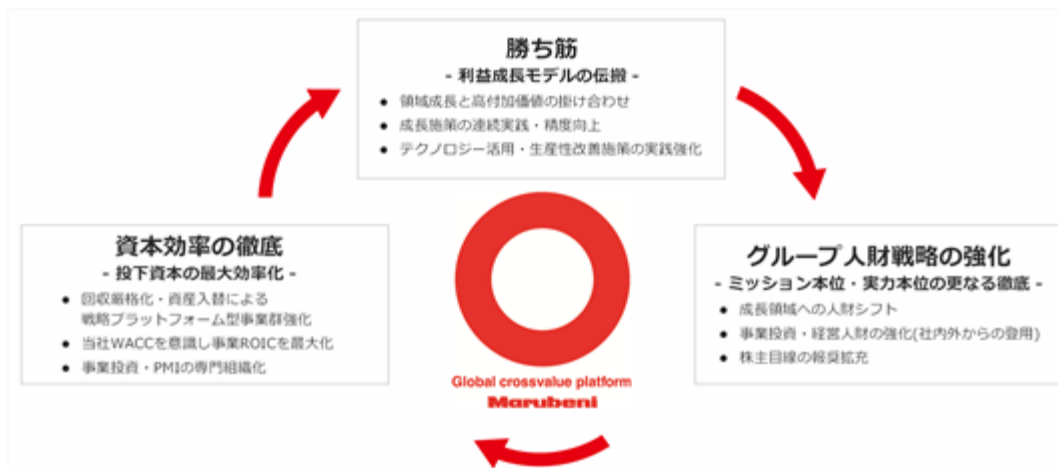 勝ち筋
- 利益成長モデルの伝搬 -
● 領域成長と高付加価値の掛け合わせ
● 成長施策の連続実践・精度向上
● テクノロジー活用・生産性改善施策の実践強化
資本効率の徹底
- 投下資本の最大効率化 -
● 回収厳格化・資産入替による
戦略プラットフォーム型事業群強化
● 当社WACCを意識し事業ROICを最大化
● 事業投資・PMIの専門組織化
グループ人財戦略の強化
- ミッション本位・実力本位の更なる徹底 -
● 成長領域への人財シフト
● 事業投資・経営人財の強化(社内外からの登用)
● 株主目線の報奨拡充
Global crossvalue platform
Marubeni